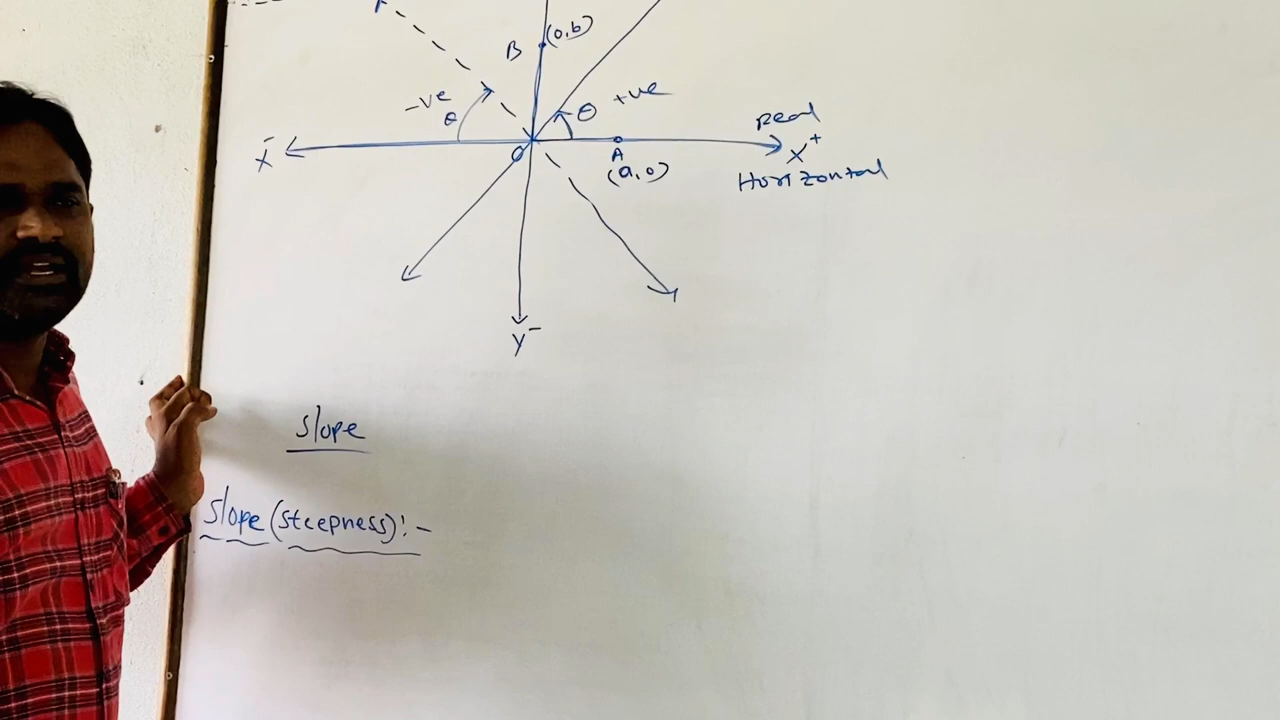 B (0,b)
-ve θ
θ +ve
Real
X⁻
O
A
X⁺
(a,0)
Horizontal
Y⁻
Slope
Slope (steepness):-